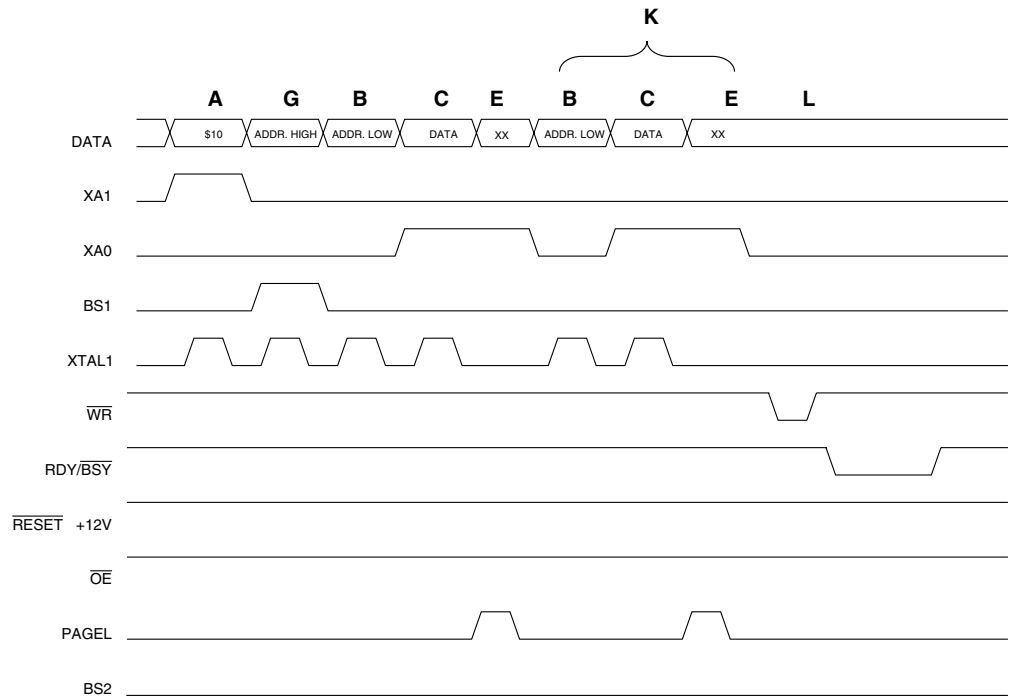 K
A G B C E B C E L
DATA $10 ADDR. HIGH ADDR. LOW DATA XX ADDR. LOW DATA XX
XA1
XA0
BS1
XTAL1
WR
RDY/BSY
RESET +12V
OE
PAGEL
BS2